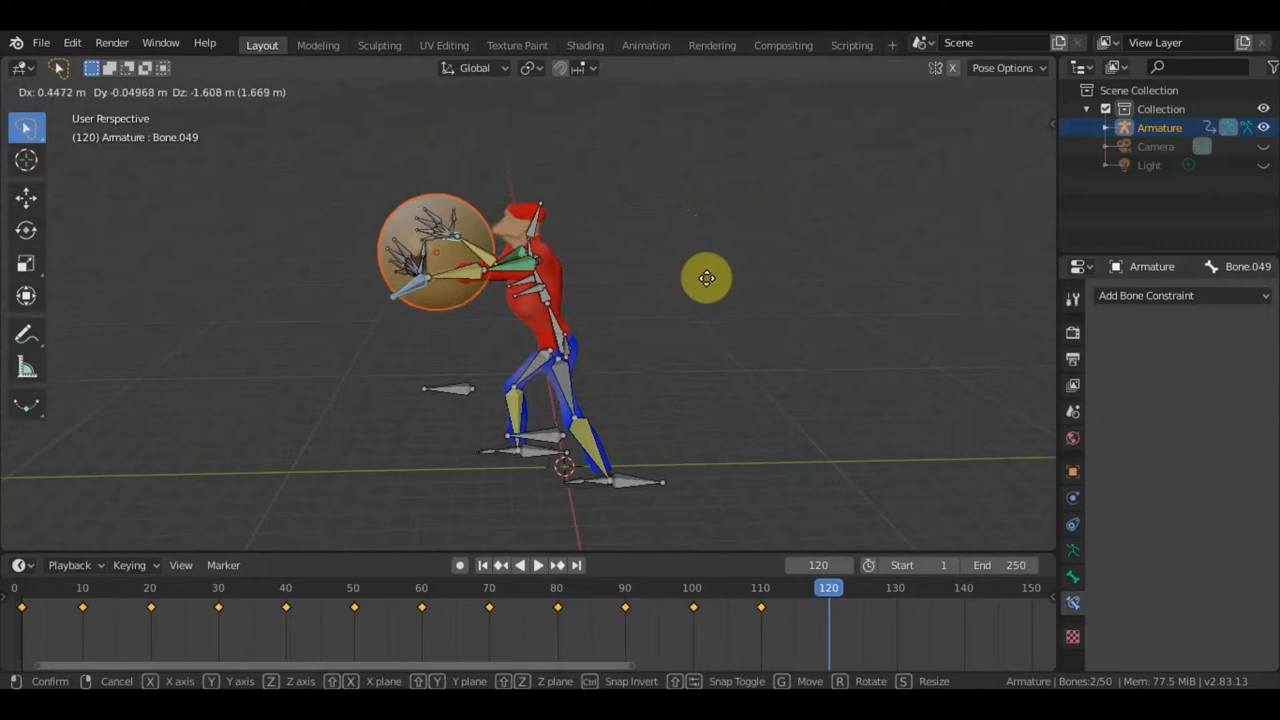 File Edit Render Window Help Layout Modeling Sculpting UV Editing Texture Paint Shading Animation Rendering Compositing Scripting + Scene View Layer
Global Pose Options
Dx: 0.4472 m Dy -0.04968 m Dz: -1.608 m (1.669 m)
User Perspective
(120) Armature : Bone.049
Scene Collection
Collection
Armature
Camera
Light
Armature Bone.049
Add Bone Constraint
Playback Keying View Marker 120 Start 1 End 250
0 10 20 30 40 50 60 70 80 90 100 110 120 130 140 150
Confirm Cancel X X axis Y Y axis Z Z axis X X plane Y Y plane Z Z plane Ctrl Snap Invert Snap Toggle G Move R Rotate S Resize Armature | Bones:2/50 | Mem: 77.5 MiB | v2.83.13